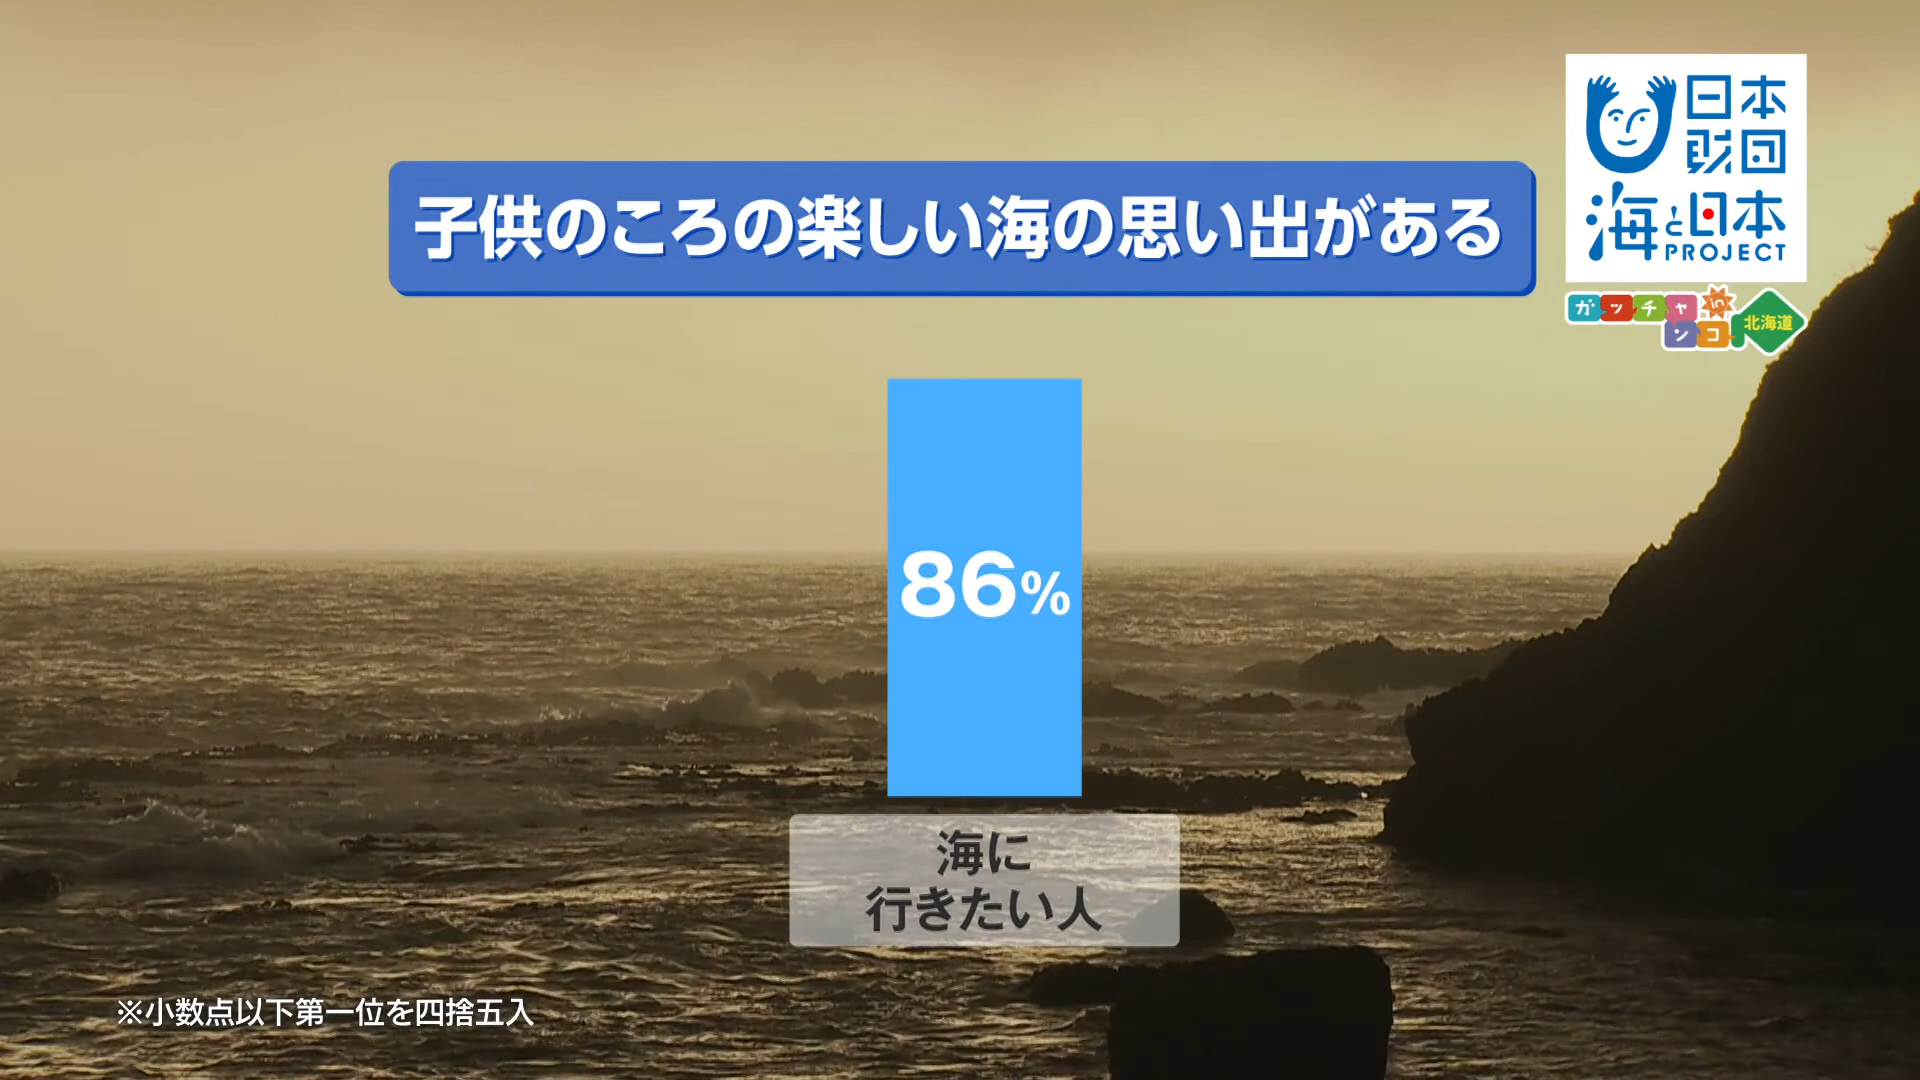 子供のころの楽しい海の思い出がある
日本
財団
海と日本
PROJECT
ガッチャ in
ンコ 北海道
86%
海に
行きたい人
※小数点以下第一位を四捨五入